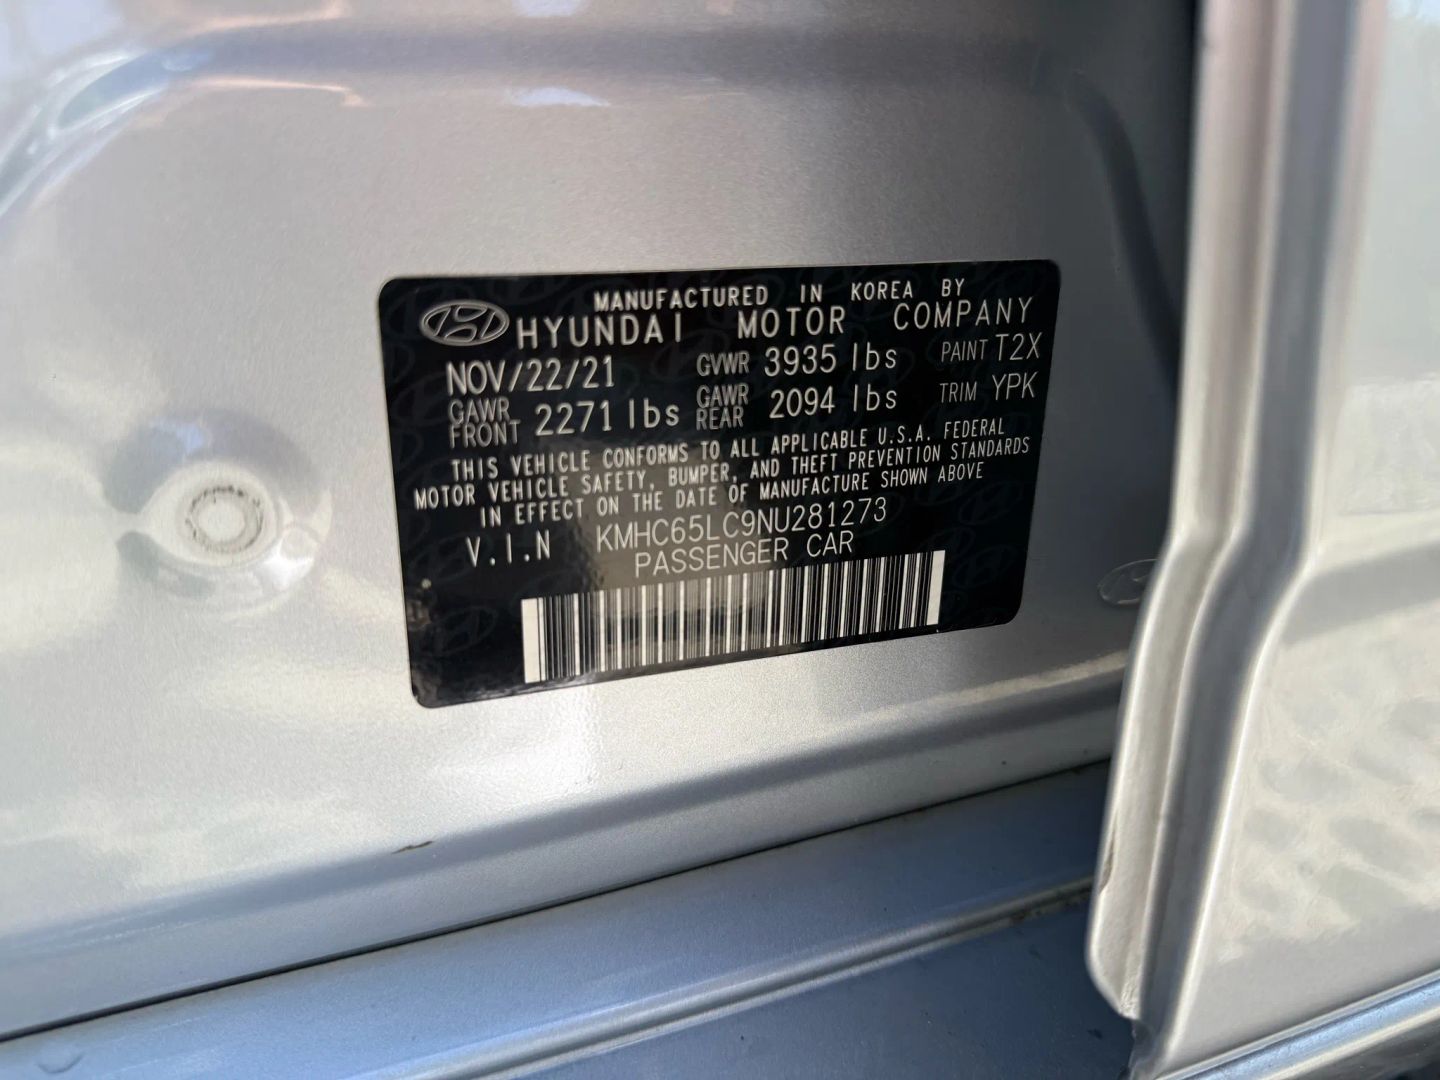 MANUFACTURED IN KOREA BY
HYUNDAI MOTOR COMPANY
NOV/22/21 GVWR 3935 lbs PAINT T2X
GAWR FRONT 2271 lbs GAWR REAR 2094 lbs TRIM YPK
THIS VEHICLE CONFORMS TO ALL APPLICABLE U.S.A. FEDERAL
MOTOR VEHICLE SAFETY, BUMPER, AND THEFT PREVENTION STANDARDS
IN EFFECT ON THE DATE OF MANUFACTURE SHOWN ABOVE
V.I.N KMHC65LC9NU281273
PASSENGER CAR